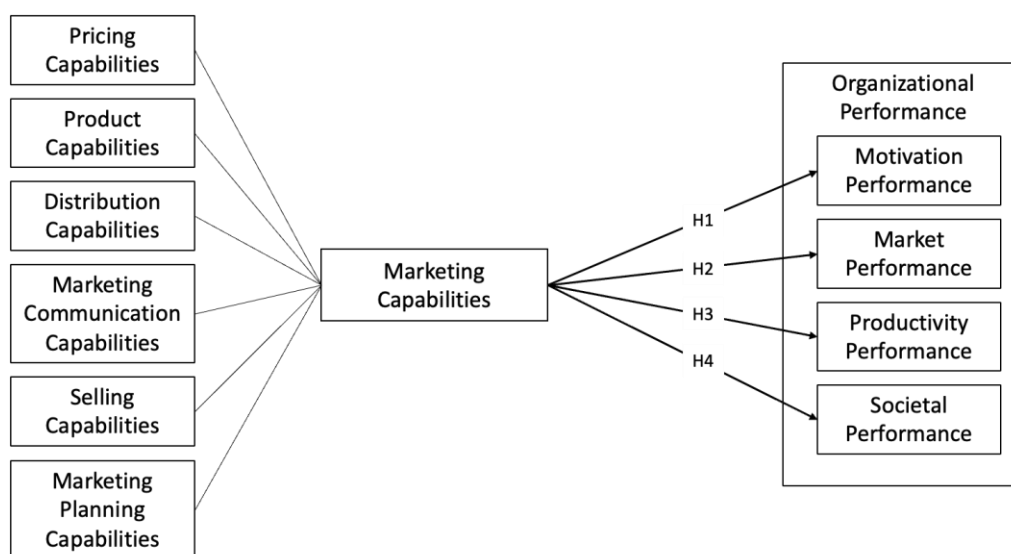 Pricing
Capabilities
Product
Capabilities
Distribution
Capabilities
Marketing
Communication
Capabilities
Selling
Capabilities
Marketing
Planning
Capabilities
Marketing
Capabilities
H1
H2
H3
H4
Organizational
Performance
Motivation
Performance
Market
Performance
Productivity
Performance
Societal
Performance